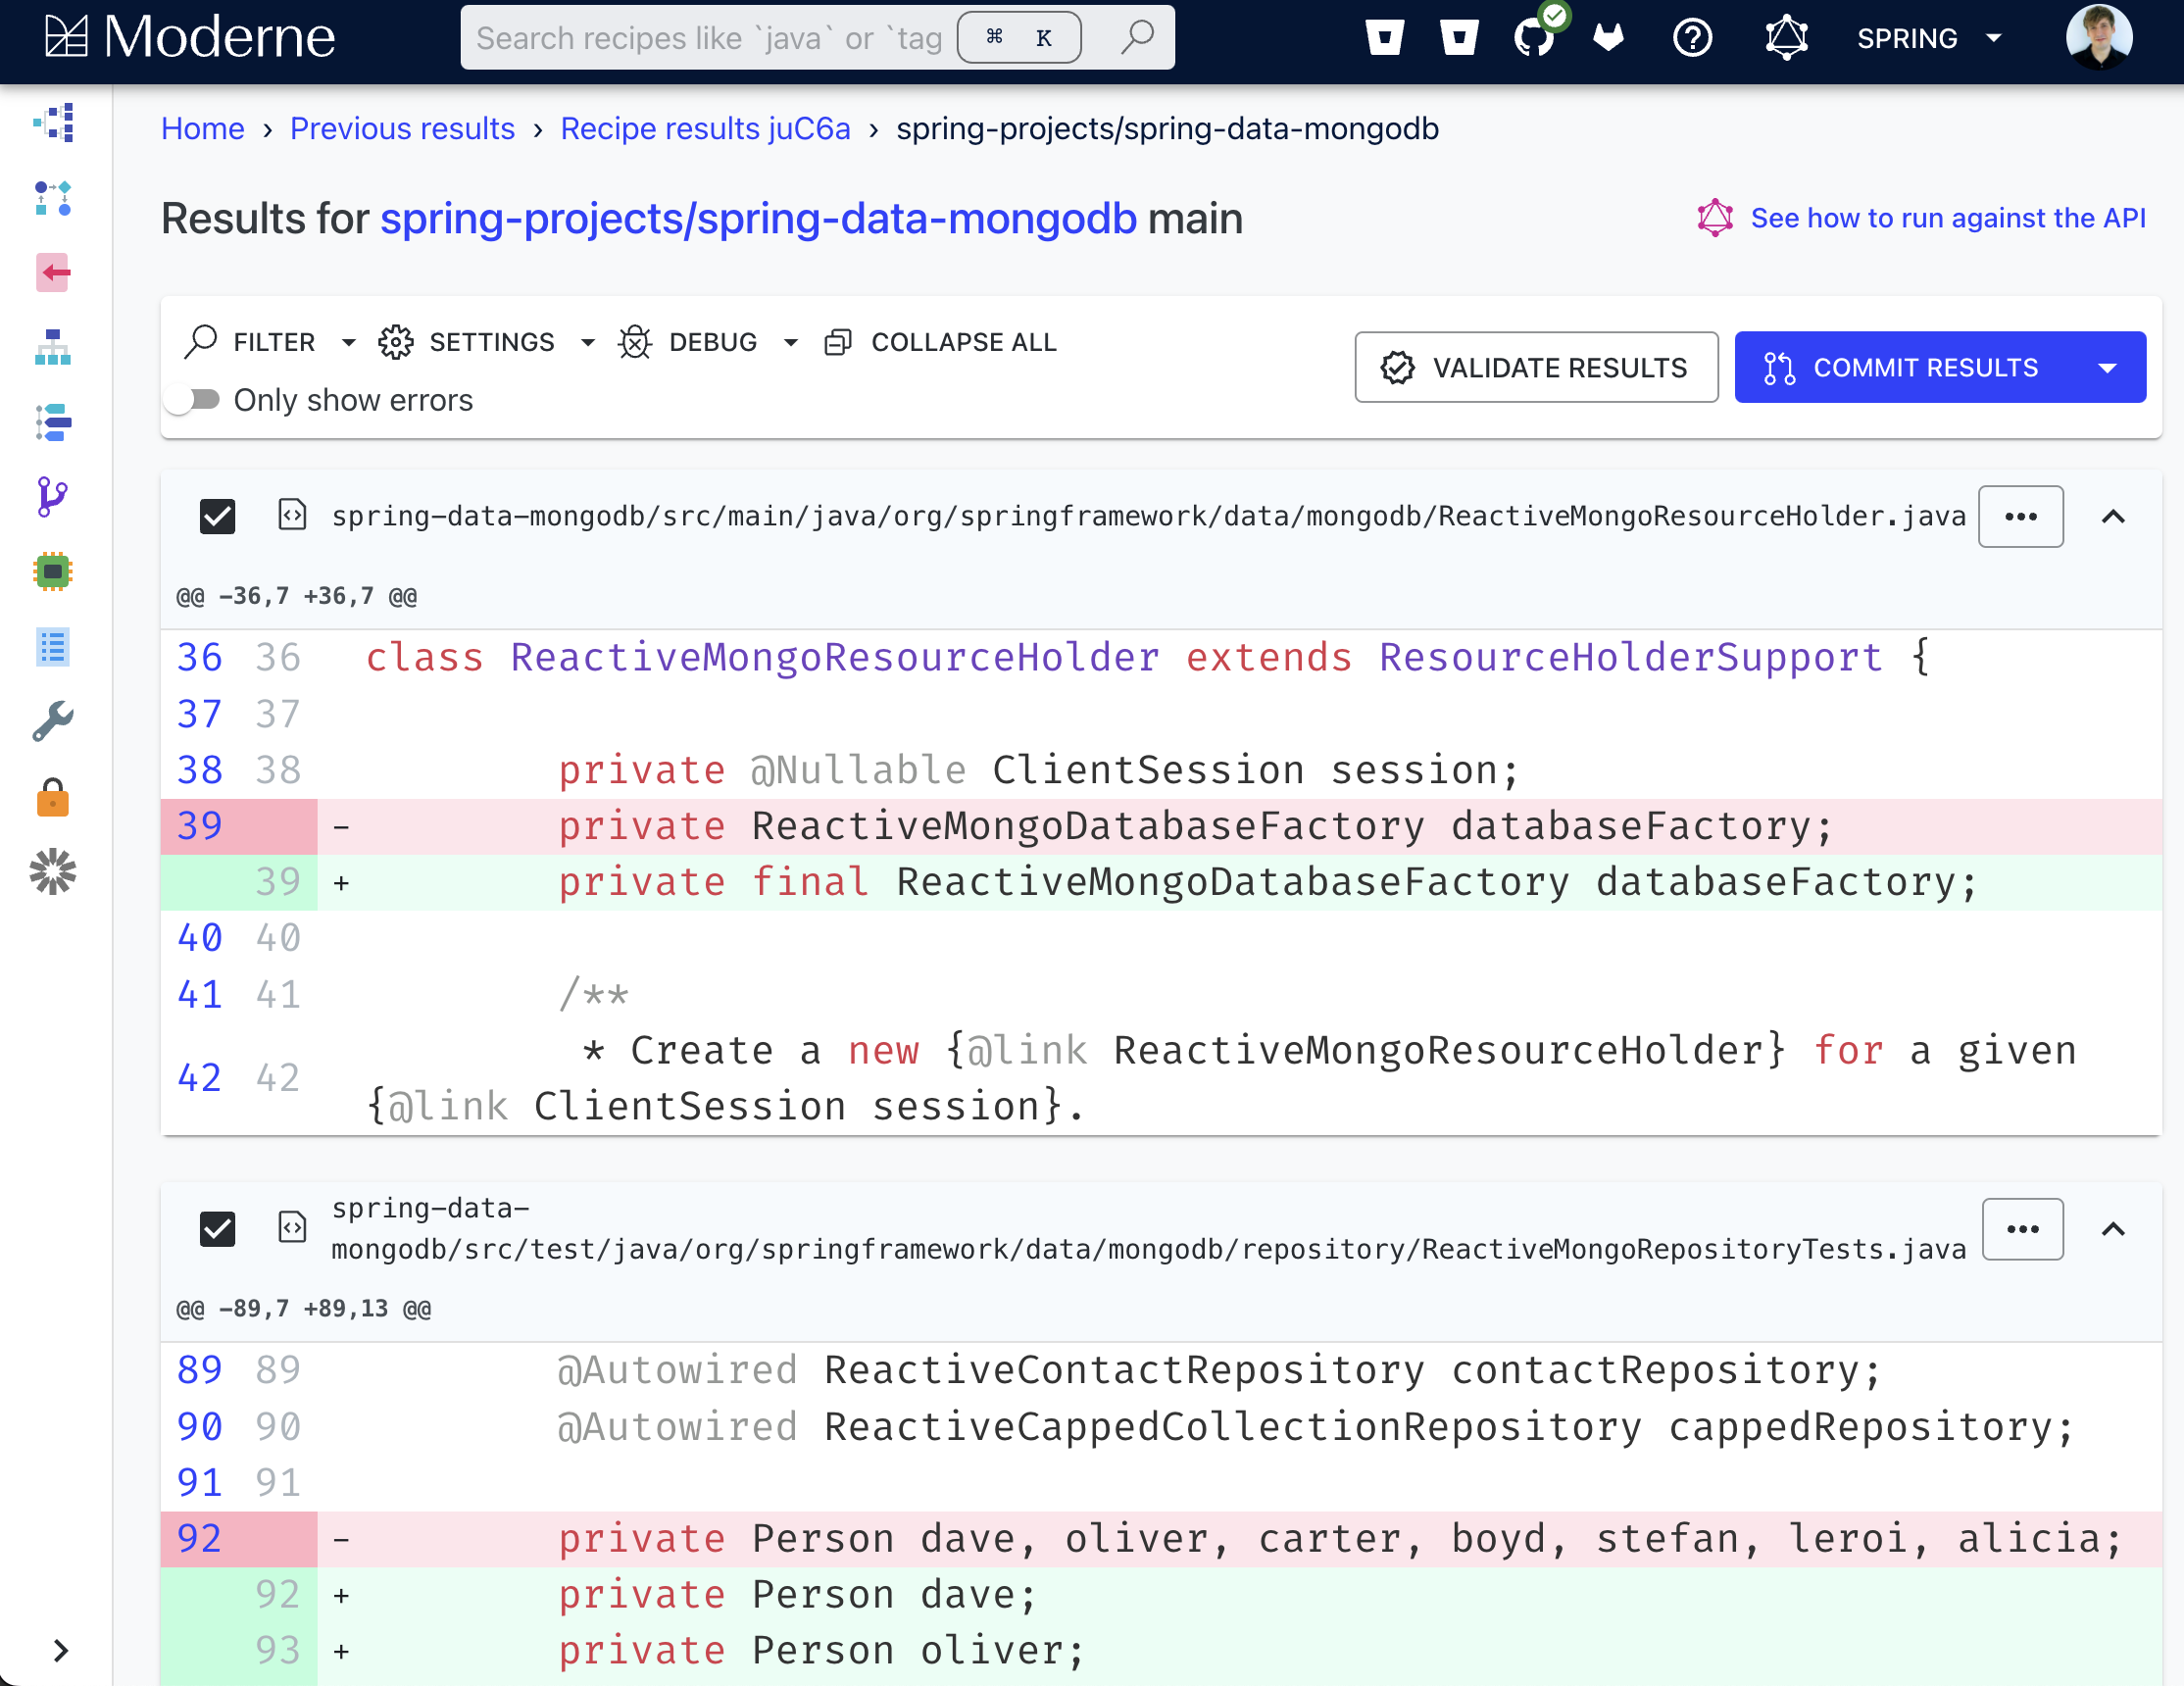 Moderne
Search recipes like `java` or `tag
⌘ K
SPRING
Home › Previous results › Recipe results juC6a › spring-projects/spring-data-mongodb
Results for spring-projects/spring-data-mongodb main
See how to run against the API
FILTER SETTINGS DEBUG COLLAPSE ALL
Only show errors
VALIDATE RESULTS
COMMIT RESULTS
spring-data-mongodb/src/main/java/org/springframework/data/mongodb/ReactiveMongoResourceHolder.java
@@ -36,7 +36,7 @@
36 36 class ReactiveMongoResourceHolder extends ResourceHolderSupport {
37 37
38 38 private @Nullable ClientSession session;
39 - private ReactiveMongoDatabaseFactory databaseFactory;
39 + private final ReactiveMongoDatabaseFactory databaseFactory;
40 40
41 41 /**
42 42 * Create a new {@link ReactiveMongoResourceHolder} for a given
{@link ClientSession session}.
spring-data-
mongodb/src/test/java/org/springframework/data/mongodb/repository/ReactiveMongoRepositoryTests.java
@@ -89,7 +89,13 @@
89 89 @Autowired ReactiveContactRepository contactRepository;
90 90 @Autowired ReactiveCappedCollectionRepository cappedRepository;
91 91
92 - private Person dave, oliver, carter, boyd, stefan, leroi, alicia;
92 + private Person dave;
93 + private Person oliver;